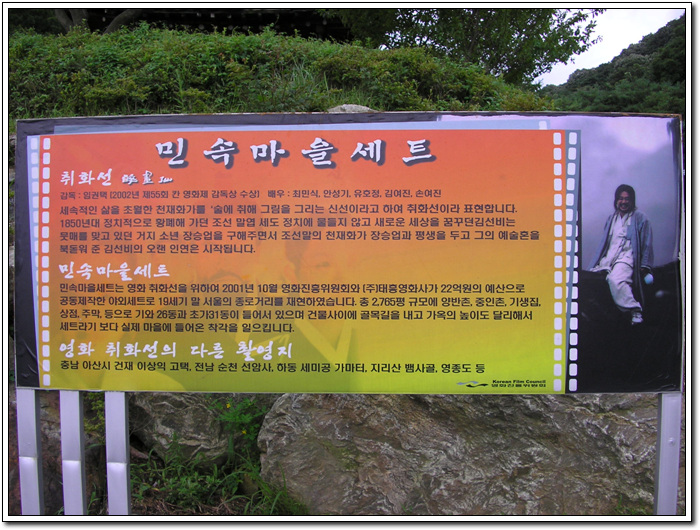 민속마을세트
취화선 醉畫仙
감독 : 임권택 [2002년 제55회 칸 영화제 감독상 수상] 배우 : 최민식, 안성기, 유호정, 김여진, 손예진
세속적인 삶을 초월한 천재화가를 '술에 취해 그림을 그리는 신선이라고 하여 취화선이라 표현합니다.
1850년대 정치적으로 황폐해 가던 조선 말엽 세도 정치에 물들지 않고 새로운 세상을 꿈꾸던김선비는
뭇매를 맞고 있던 거지 소년 장승업을 구해주면서 조선말의 천재화가 장승업과 평생을 두고 그의 예술혼을
북돋워 준 김선비의 오랜 인연은 시작됩니다.
민속마을세트
민속마을세트는 영화 취화선을 위하여 2001년 10월 영화진흥위원회와 (주)태흥영화사가 22억원의 예산으로
공동제작한 야외세트로 19세기 말 서울의 종로거리를 재현하였습니다. 총 2,765평 규모에 양반촌, 중인촌, 기생집,
상점, 주막, 등으로 기와 26동과 초기31동이 들어서 있으며 건물사이에 골목길을 내고 가옥의 높이도 달리해서
세트라기 보다 실제 마을에 들어온 착각을 일으킵니다.
영화 취화선의 다른 촬영지
충남 아산시 건재 이상익 고택, 전남 순천 선암사, 하동 세미공 가마터, 지리산 뱀사골, 영종도 등
Korean Film Council
영화진흥위원회